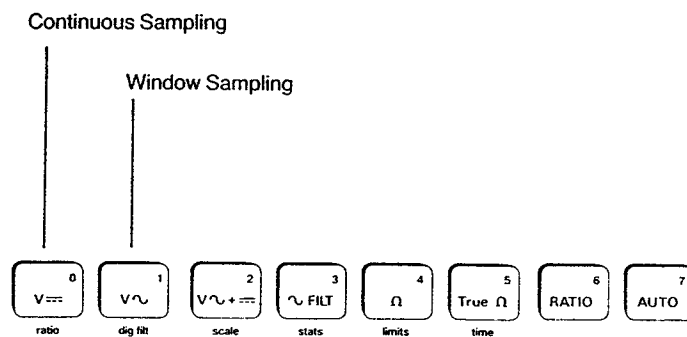 Continuous Sampling
Window Sampling
0 1 2 3 4 5 6 7
V⎓ V∿ V∿+⎓ ∿ FILT Ω True Ω RATIO AUTO
ratio dig filt scale stats limits time